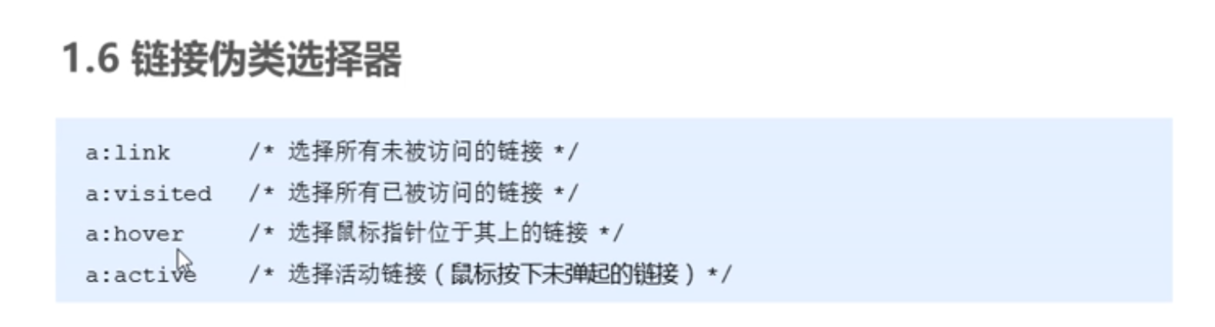 1.6 链接伪类选择器
a:link /* 选择所有未被访问的链接 */
a:visited /* 选择所有已被访问的链接 */
a:hover /* 选择鼠标指针位于其上的链接 */
a:active /* 选择活动链接（鼠标按下未弹起的链接）*/